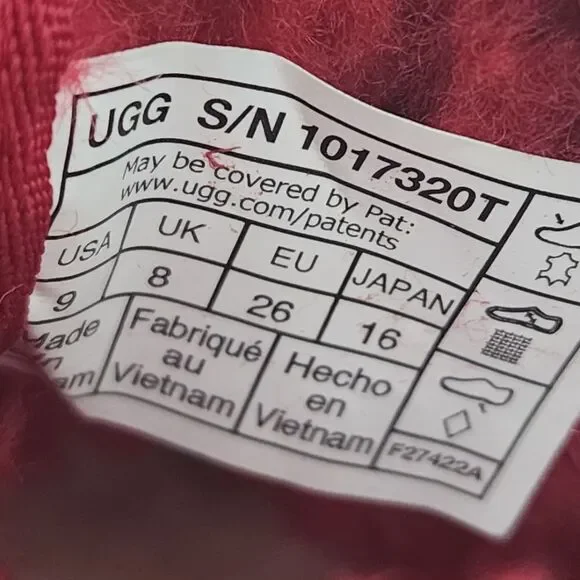 UGG S/N 1017320T
May be covered by Pat:
www.ugg.com/patents
USA UK EU JAPAN
9 8 26 16
Fabriqué
au
Vietnam
Hecho
en
Vietnam
F27422A